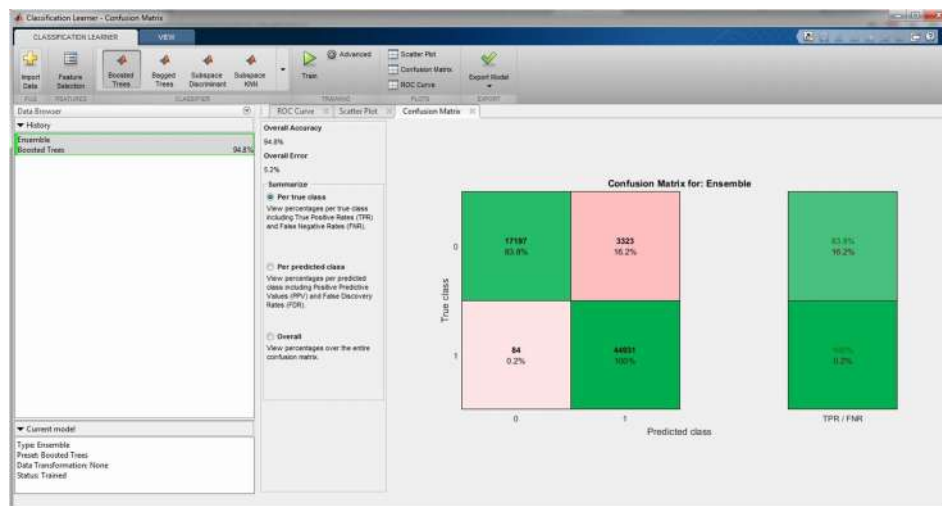 Classification Learner - Confusion Matrix
CLASSIFICATION LEARNER
VIEW
Import Data
Feature Selection
Boosted Trees
Bagged Trees
Subspace Discriminant
Subspace KNN
Train
Advanced
Scatter Plot
Confusion Matrix
ROC Curve
Export Model
FILE
FEATURES
CLASSIFIER
TRAINING
PLOTS
EXPORT
Data Browser
ROC Curve
Scatter Plot
Confusion Matrix
History
Ensemble
Boosted Trees 94.8%
Overall Accuracy
94.8%
Overall Error
5.2%
Summarize
Per true class
View percentages per true class
including True Positive Rates (TPR)
and False Negative Rates (FNR).
Per predicted class
View percentages per predicted
class including Positive Predictive
Values (PPV) and False Discovery
Rates (FDR).
Overall
View percentages over the entire
confusion matrix.
Confusion Matrix for: Ensemble
True class
0
17197
83.8%
3323
16.2%
83.8%
16.2%
1
84
0.2%
44931
100%
100%
0.2%
0
1
TPR / FNR
Predicted class
Current model
Type: Ensemble
Preset: Boosted Trees
Data Transformation: None
Status: Trained